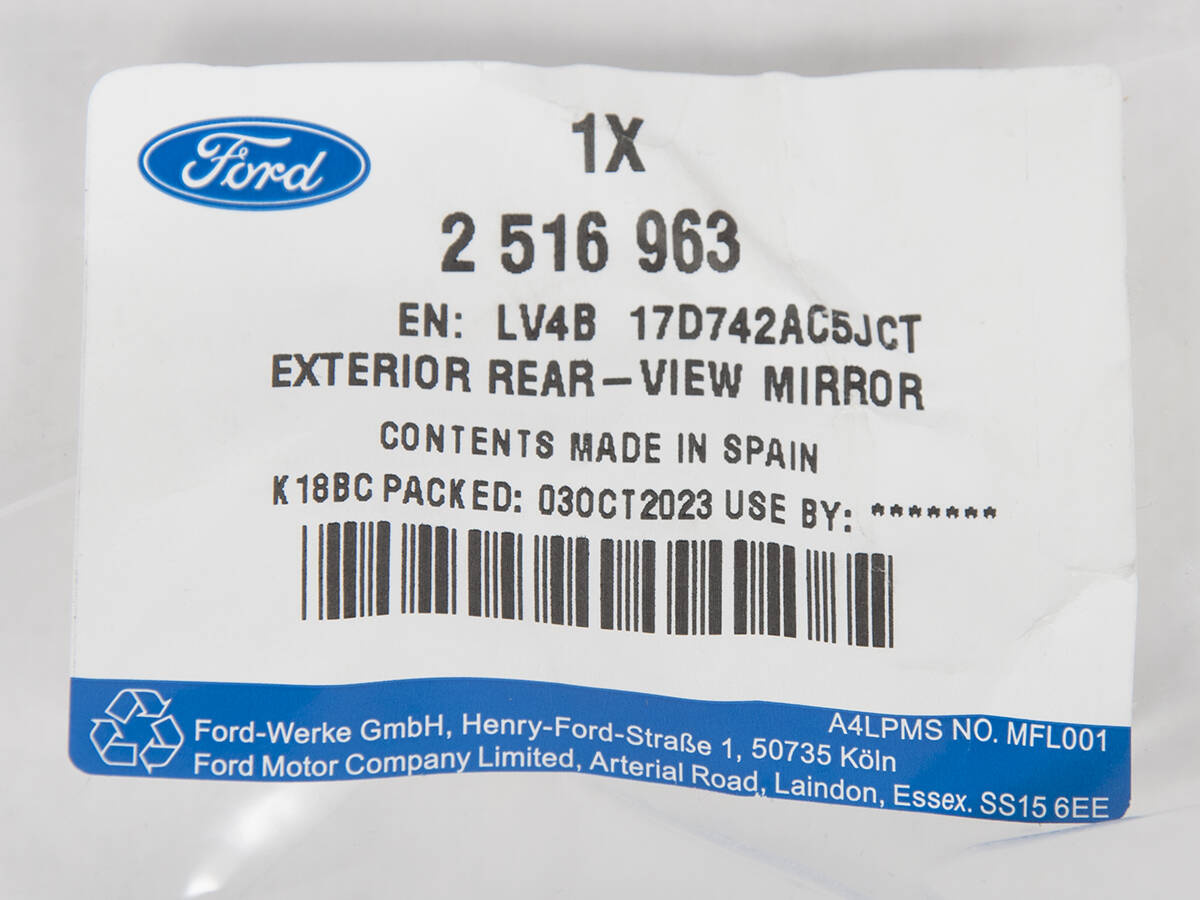 Ford
1X
2 516 963
EN: LV4B 17D742AC5JCT
EXTERIOR REAR-VIEW MIRROR
CONTENTS MADE IN SPAIN
K18BC PACKED: 03OCT2023 USE BY: *******
A4LPMS NO. MFL001
Ford-Werke GmbH, Henry-Ford-Straße 1, 50735 Köln
Ford Motor Company Limited, Arterial Road, Laindon, Essex. SS15 6EE